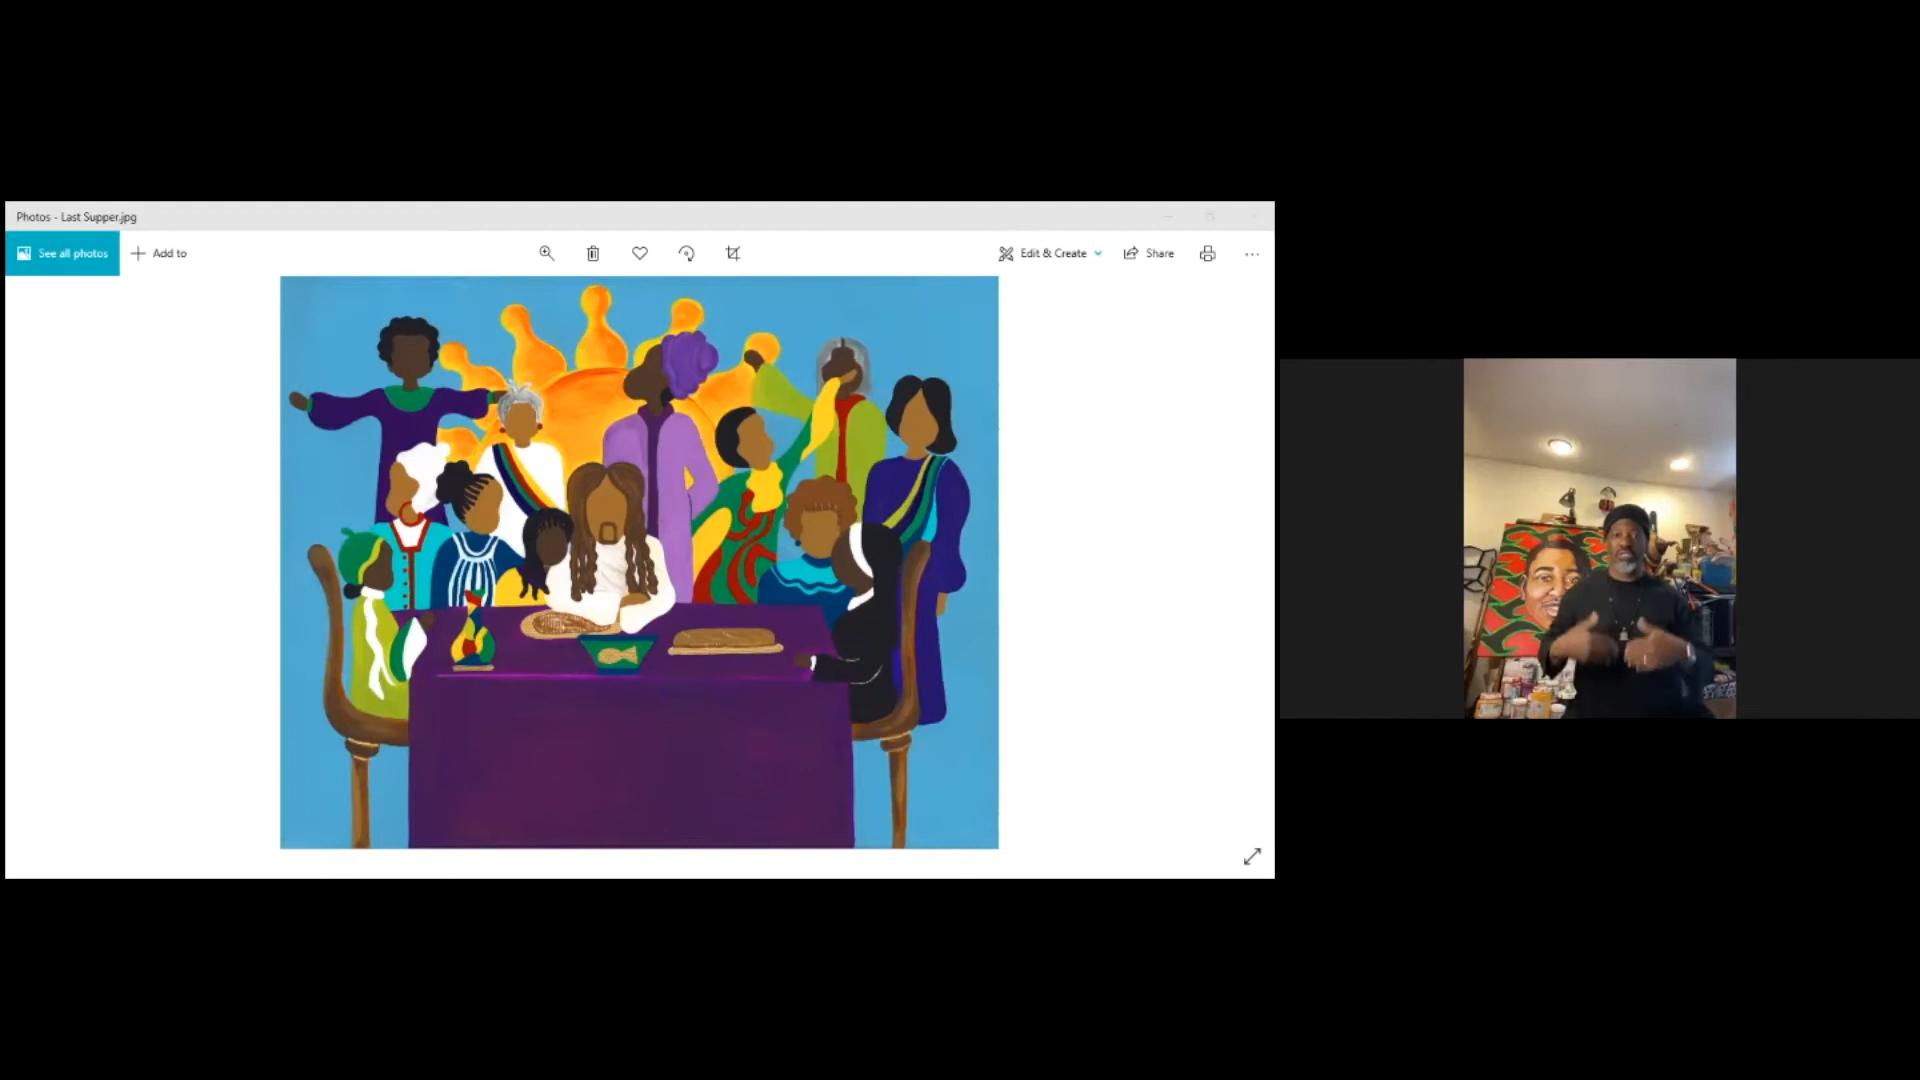 Photos - Last Supper.jpg
See all photos
Add to
Edit & Create
Share